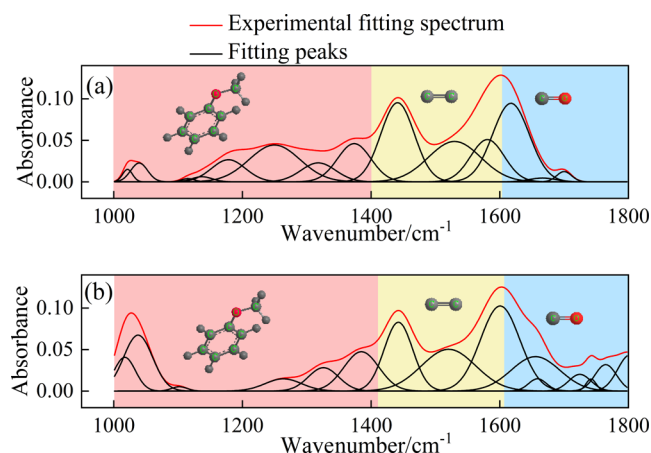 Experimental fitting spectrum
Fitting peaks
(a)
Absorbance
0.10
0.05
0.00
1000 1200 1400 1600 1800
Wavenumber/cm⁻¹
(b)
Absorbance
0.10
0.05
0.00
1000 1200 1400 1600 1800
Wavenumber/cm⁻¹